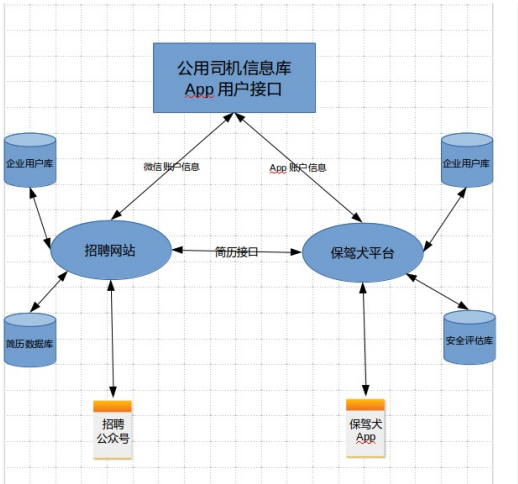 公用司机信息库
App 用户接口
企业用户库
企业用户库
微信账户信息
App 账户信息
招聘网站
简历接口
保驾犬平台
简历数据库
安全评估库
招聘
公众号
保驾犬
App